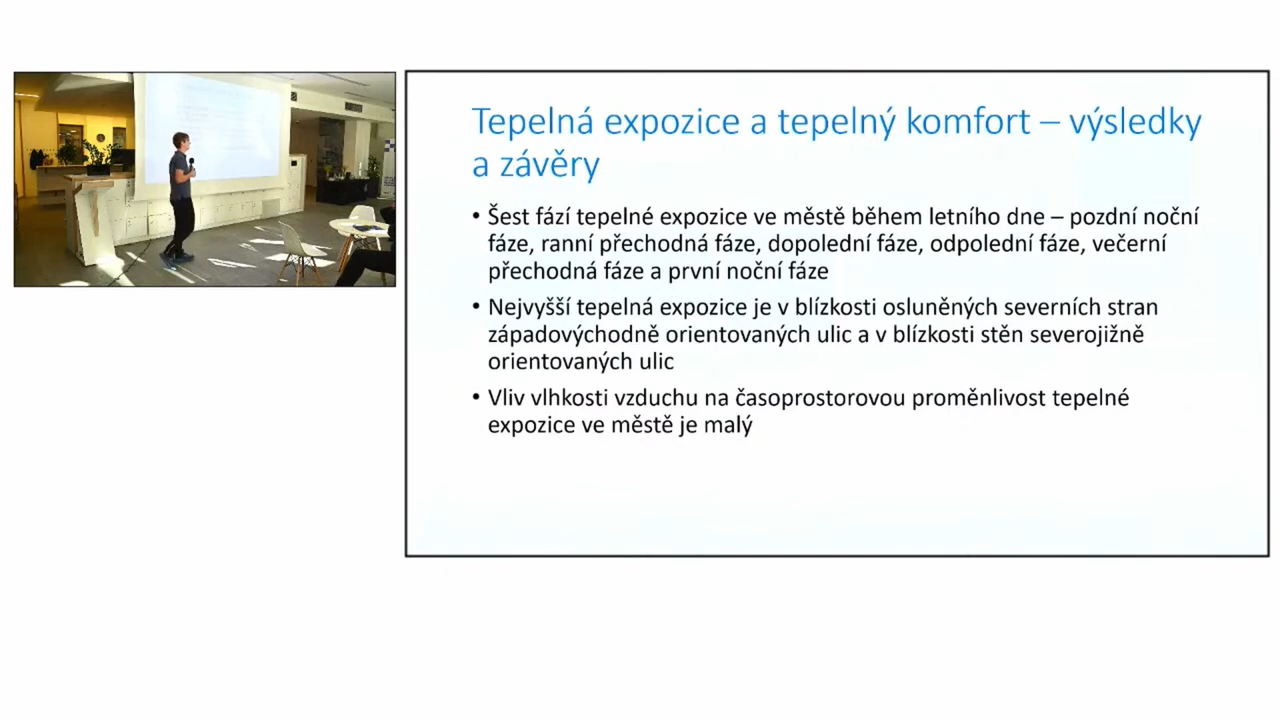 Tepelná expozice a tepelný komfort – výsledky
a závěry
• Šest fází tepelné expozice ve městě během letního dne – pozdní noční
fáze, ranní přechodná fáze, dopolední fáze, odpolední fáze, večerní
přechodná fáze a první noční fáze
• Nejvyšší tepelná expozice je v blízkosti osluněných severních stran
západovýchodně orientovaných ulic a v blízkosti stěn severojižně
orientovaných ulic
• Vliv vlhkosti vzduchu na časoprostorovou proměnlivost tepelné
expozice ve městě je malý